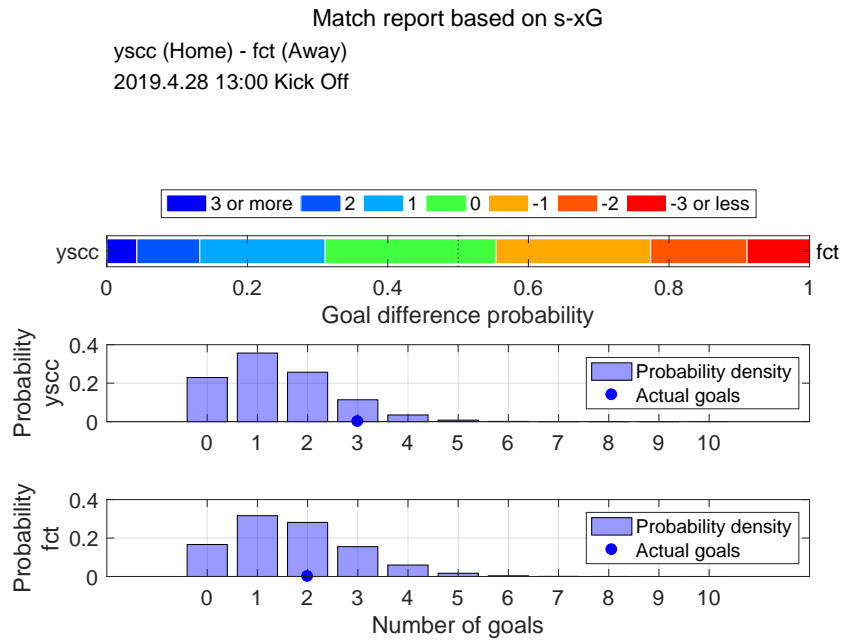 Match report based on s-xG
yscc (Home) - fct (Away)
2019.4.28 13:00 Kick Off
3 or more 2 1 0 -1 -2 -3 or less
yscc fct
0 0.2 0.4 0.6 0.8 1
Goal difference probability
Probability
yscc
0.4
0.2
0
Probability density
Actual goals
0 1 2 3 4 5 6 7 8 9 10
Probability
fct
0.4
0.2
0
Probability density
Actual goals
0 1 2 3 4 5 6 7 8 9 10
Number of goals